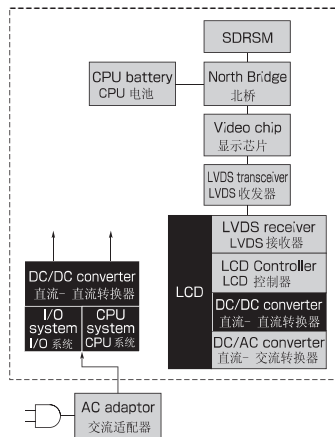 SDRSM
CPU battery
CPU 电池
North Bridge
北桥
Video chip
显示芯片
LVDS transceiver
LVDS 收发器
LCD
LVDS receiver
LVDS 接收器
LCD Controller
LCD 控制器
DC/DC converter
直流- 直流转换器
DC/AC converter
直流- 交流转换器
DC/DC converter
直流- 直流转换器
I/O
system
I/O 系统
CPU
system
CPU 系统
AC adaptor
交流适配器